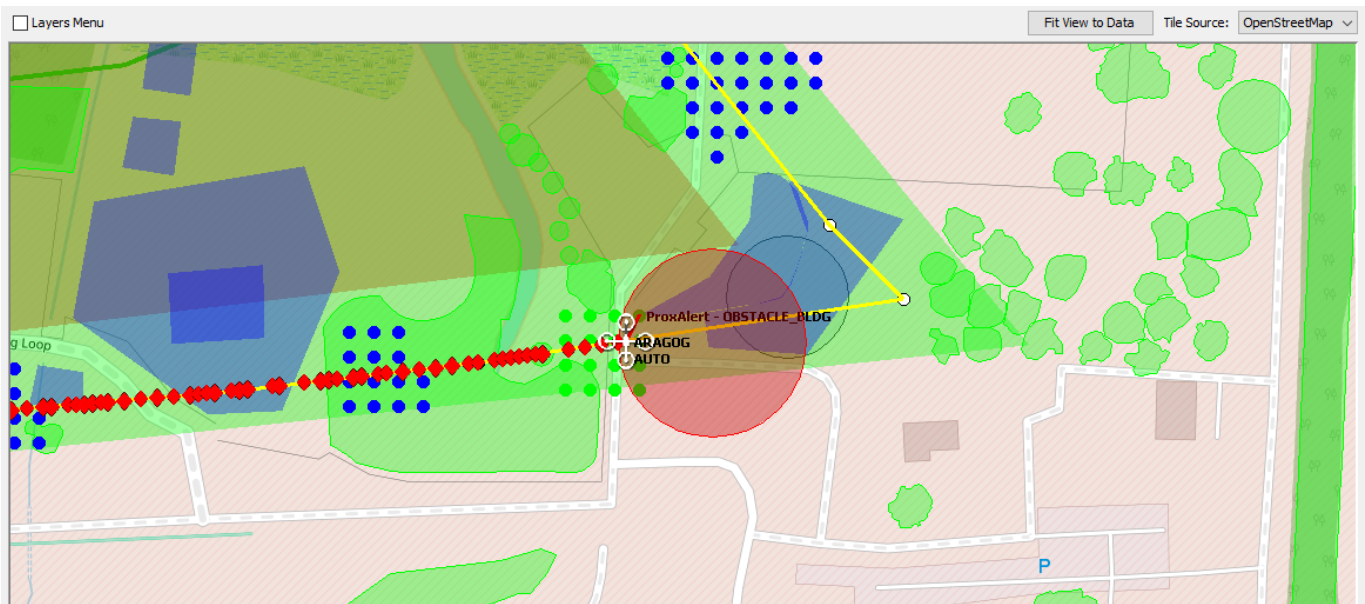 Layers Menu
Fit View to Data
Tile Source:
OpenStreetMap
g Loop
ProxAlert - OBSTACLE_BLDG
ARAGOG
AUTO
P